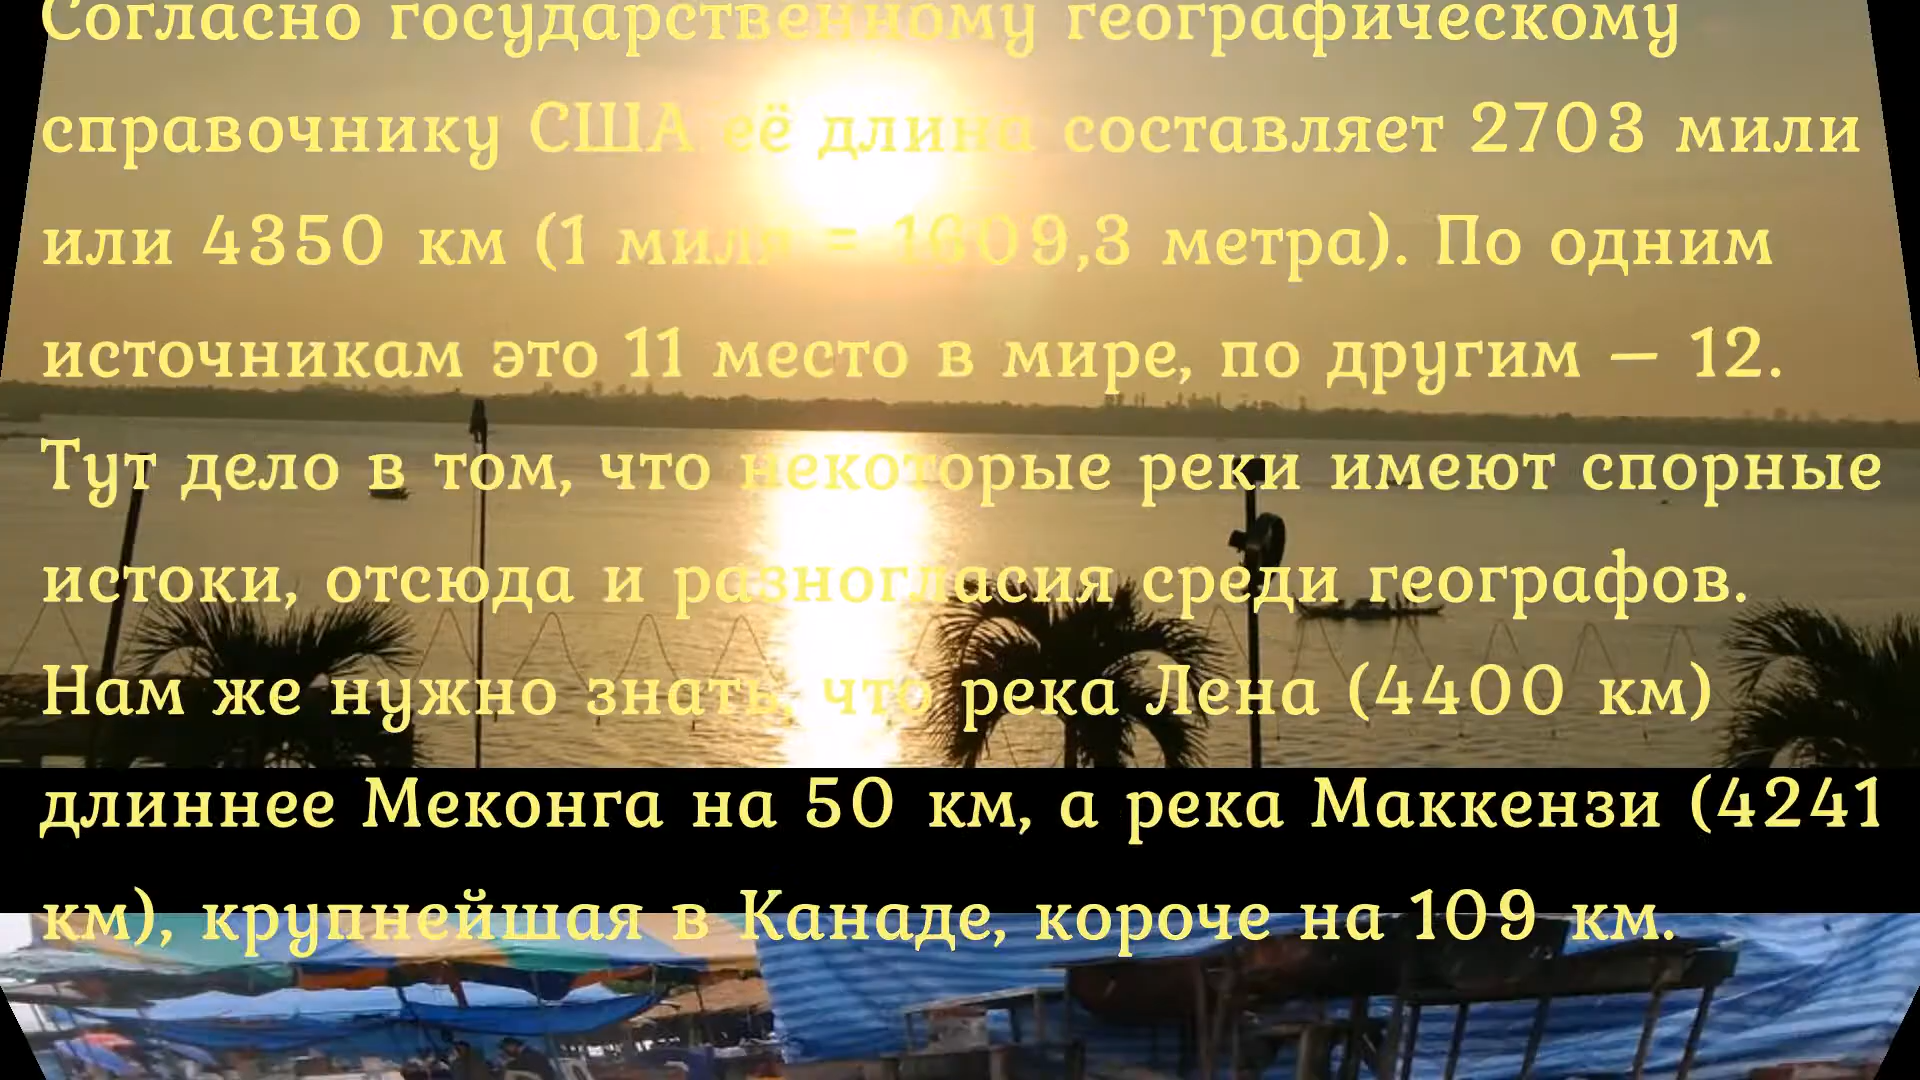 Согласно государственному географическому
справочнику США её длина составляет 2703 мили
или 4350 км (1 миля = 1609,3 метра). По одним
источникам это 11 место в мире, по другим – 12.
Тут дело в том, что некоторые реки имеют спорные
истоки, отсюда и разногласия среди географов.
Нам же нужно знать, что река Лена (4400 км)
длиннее Меконга на 50 км, а река Маккензи (4241
км), крупнейшая в Канаде, короче на 109 км.